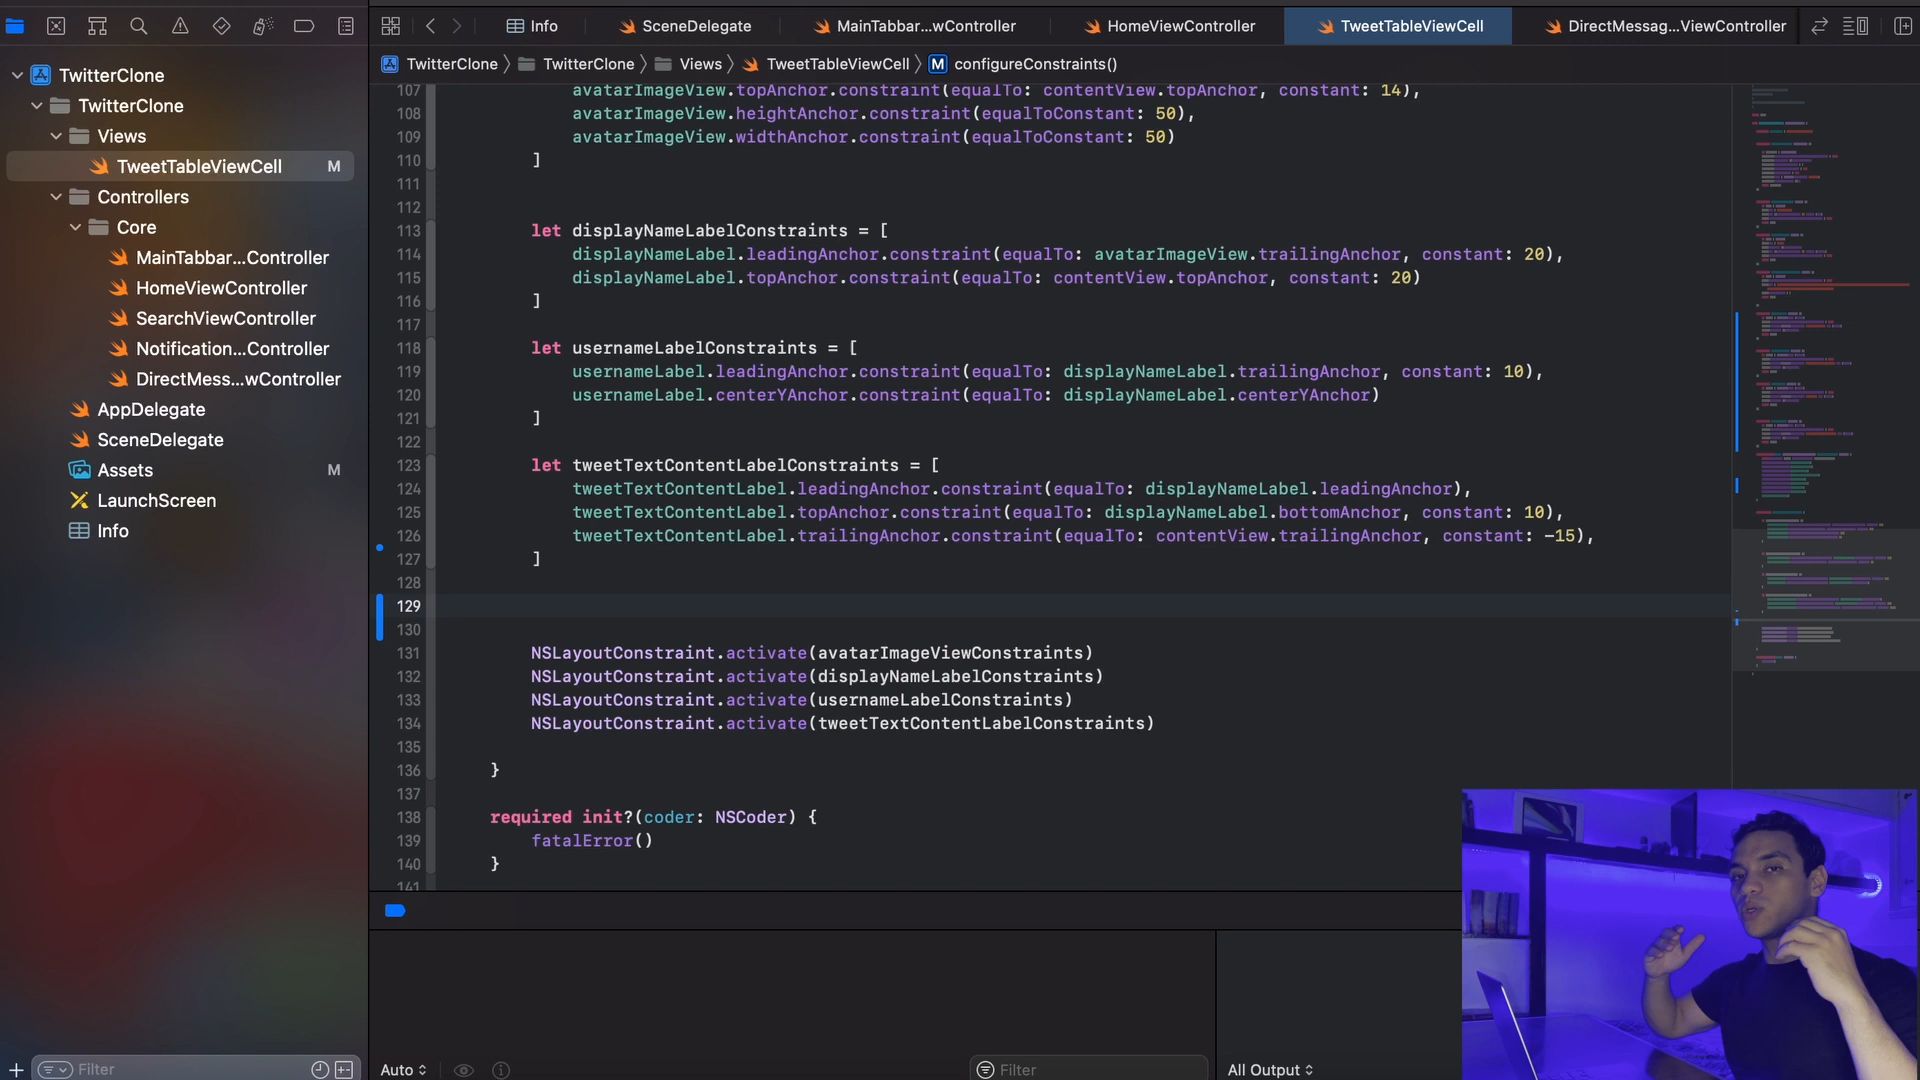 Info
SceneDelegate
MainTabbar...wController
HomeViewController
TweetTableViewCell
DirectMessag...ViewController
TwitterClone
TwitterClone
Views
TweetTableViewCell
configureConstraints()
TwitterClone
TwitterClone
Views
TweetTableViewCell M
Controllers
Core
MainTabbar...Controller
HomeViewController
SearchViewController
Notification...Controller
DirectMess...wController
AppDelegate
SceneDelegate
Assets M
LaunchScreen
Info
Filter
107 avatarImageView.topAnchor.constraint(equalTo: contentView.topAnchor, constant: 14),
108 avatarImageView.heightAnchor.constraint(equalToConstant: 50),
109 avatarImageView.widthAnchor.constraint(equalToConstant: 50)
110 ]
111
112
113 let displayNameLabelConstraints = [
114 displayNameLabel.leadingAnchor.constraint(equalTo: avatarImageView.trailingAnchor, constant: 20),
115 displayNameLabel.topAnchor.constraint(equalTo: contentView.topAnchor, constant: 20)
116 ]
117
118 let usernameLabelConstraints = [
119 usernameLabel.leadingAnchor.constraint(equalTo: displayNameLabel.trailingAnchor, constant: 10),
120 usernameLabel.centerYAnchor.constraint(equalTo: displayNameLabel.centerYAnchor)
121 ]
122
123 let tweetTextContentLabelConstraints = [
124 tweetTextContentLabel.leadingAnchor.constraint(equalTo: displayNameLabel.leadingAnchor),
125 tweetTextContentLabel.topAnchor.constraint(equalTo: displayNameLabel.bottomAnchor, constant: 10),
126 tweetTextContentLabel.trailingAnchor.constraint(equalTo: contentView.trailingAnchor, constant: -15),
127 ]
128
129
130
131 NSLayoutConstraint.activate(avatarImageViewConstraints)
132 NSLayoutConstraint.activate(displayNameLabelConstraints)
133 NSLayoutConstraint.activate(usernameLabelConstraints)
134 NSLayoutConstraint.activate(tweetTextContentLabelConstraints)
135
136 }
137
138 required init?(coder: NSCoder) {
139 fatalError()
140 }
141
Auto
Filter
All Output